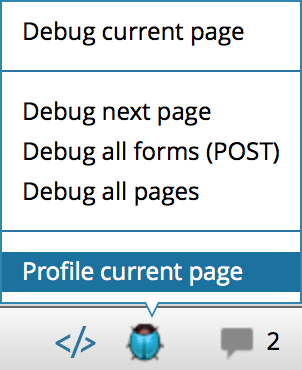 Debug current page
Debug next page
Debug all forms (POST)
Debug all pages
Profile current page
</> 2